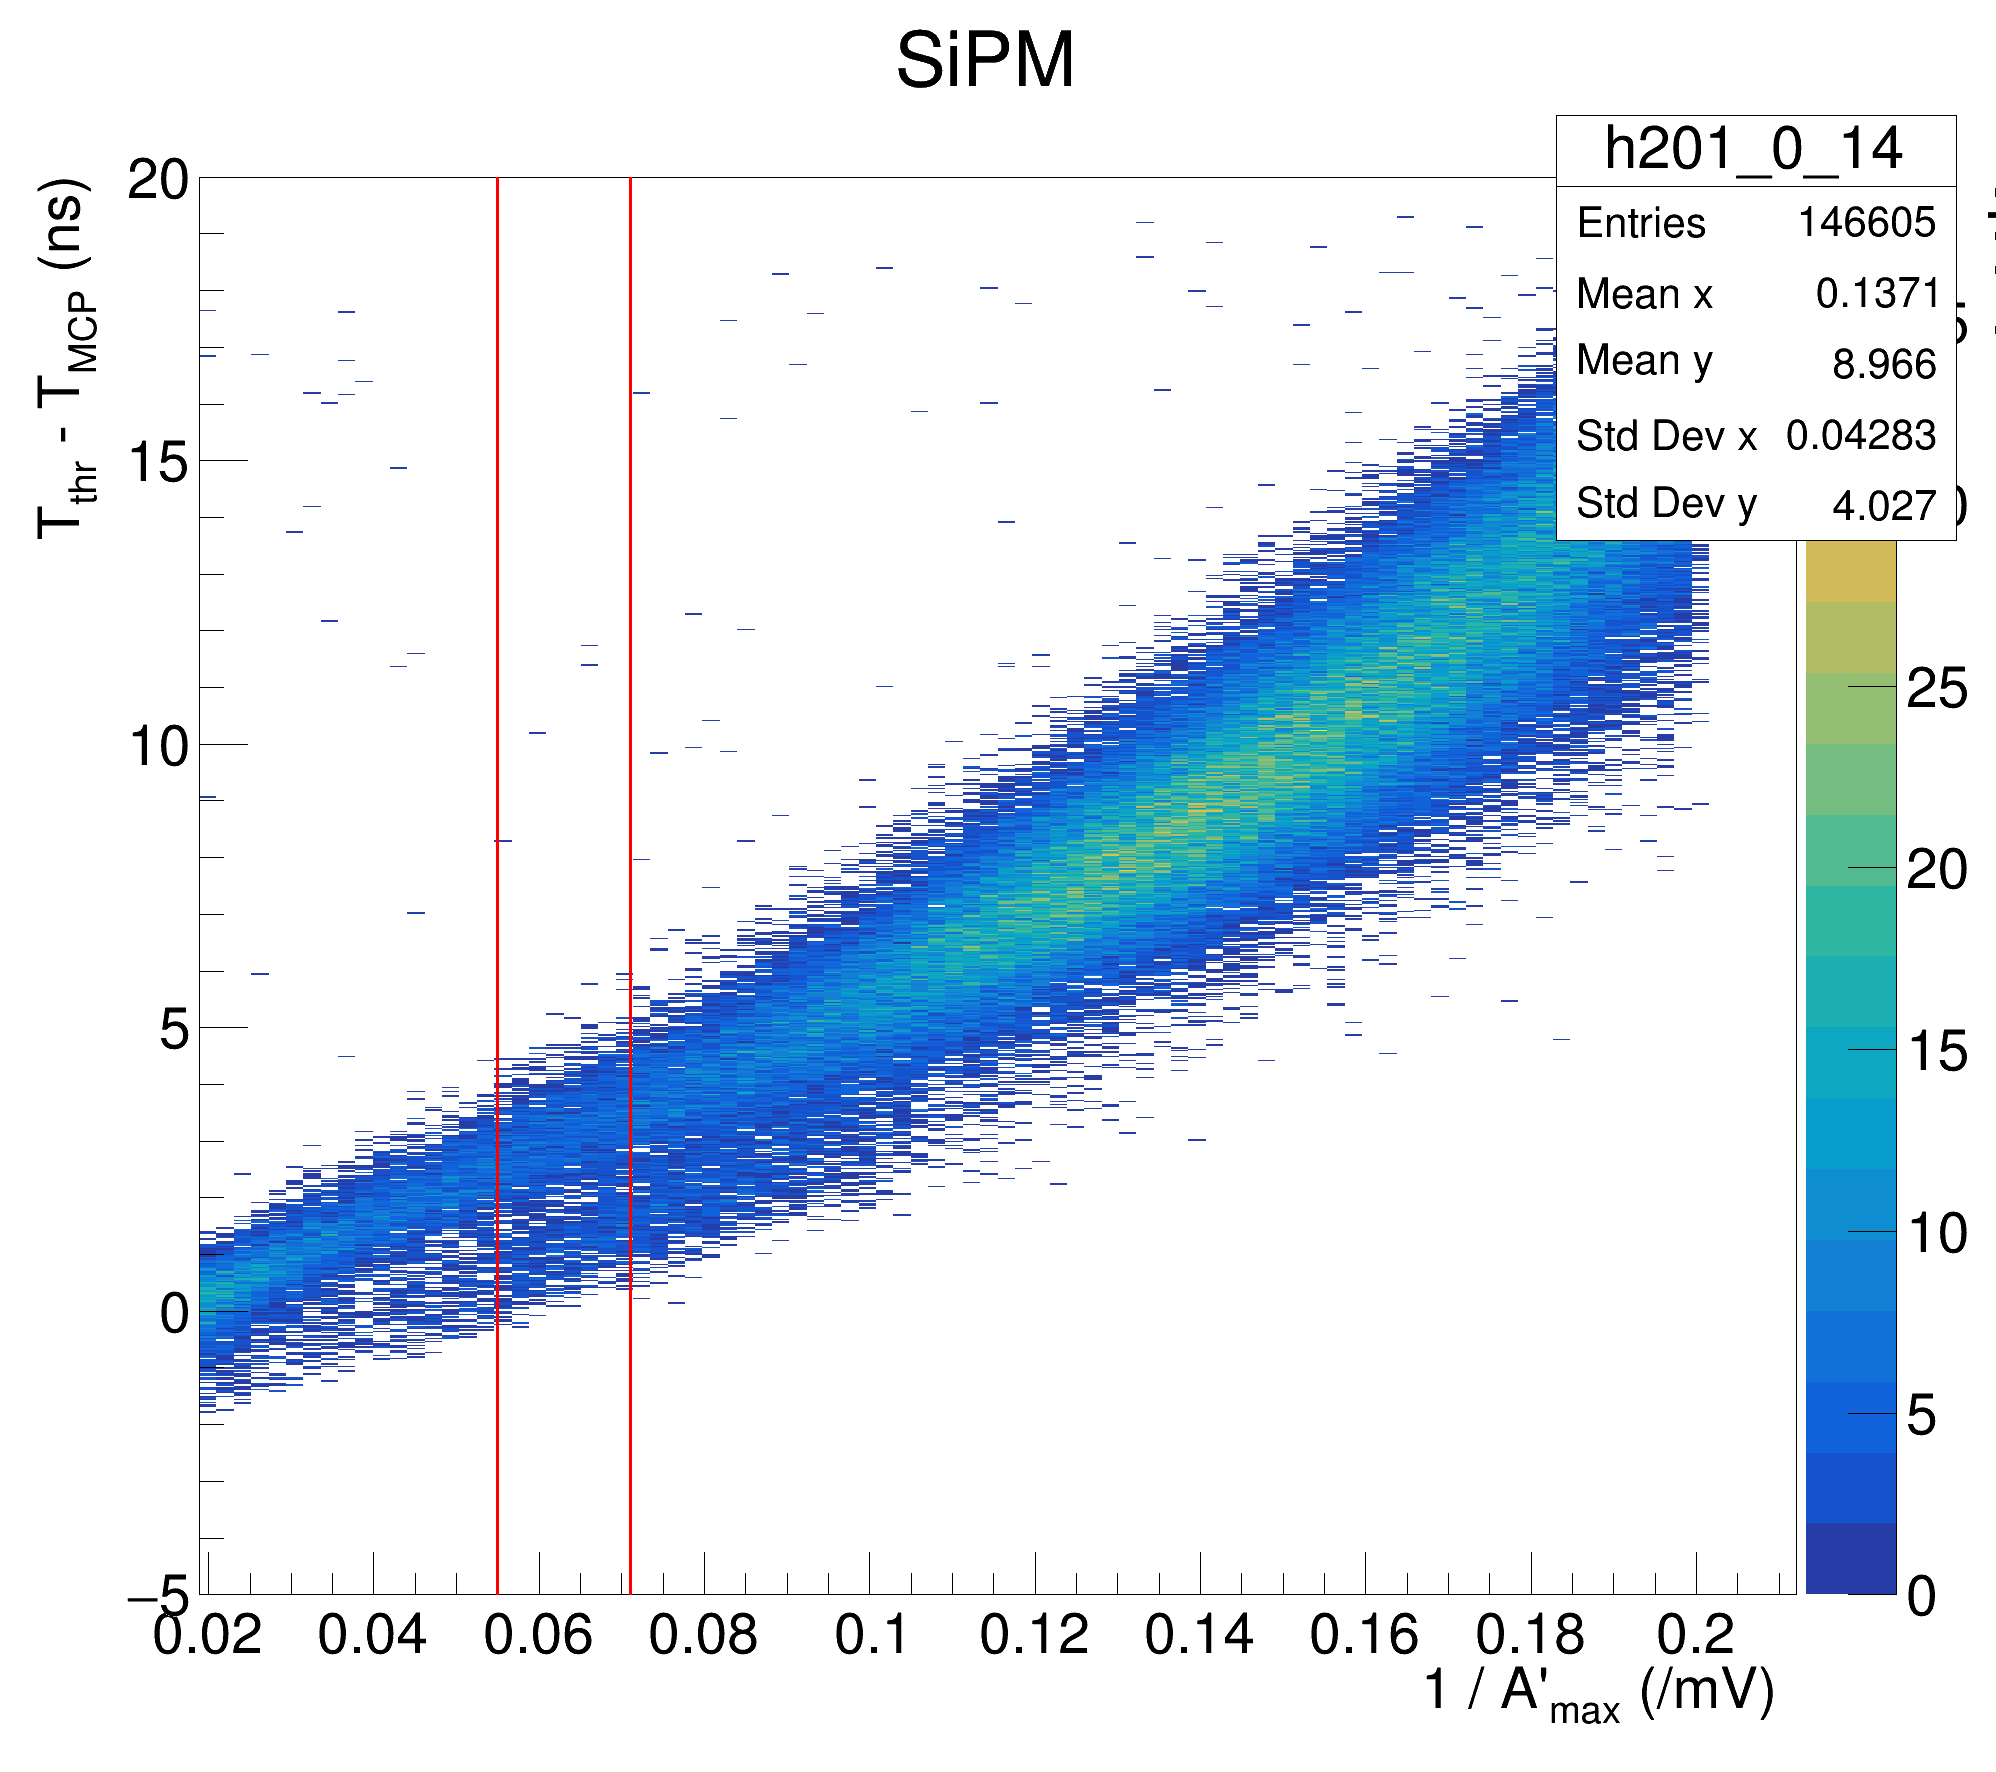 SiPM
h201_0_14
Entries 146605
Mean x 0.1371
Mean y 8.966
Std Dev x 0.04283
Std Dev y 4.027
T_thr - T_MCP (ns)
20
15
10
5
0
−5
0.02 0.04 0.06 0.08 0.1 0.12 0.14 0.16 0.18 0.2
1 / A'_max (/mV)
25
20
15
10
5
0